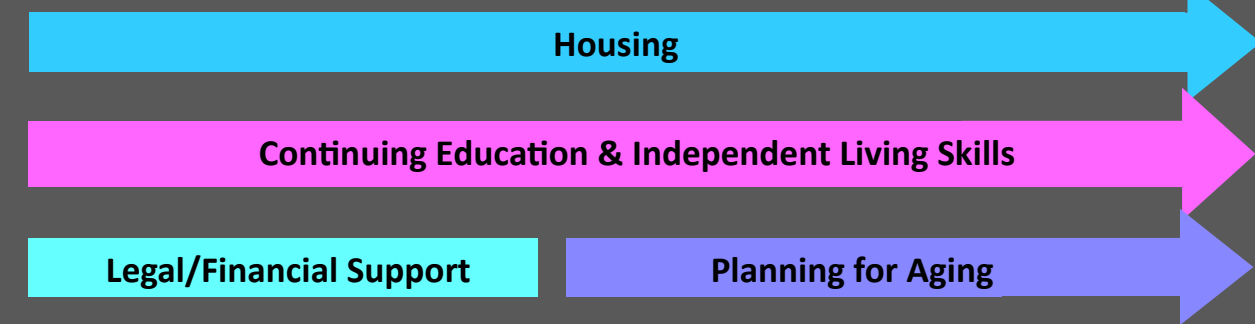 Housing
Continuing Education & Independent Living Skills
Legal/Financial Support
Planning for Aging